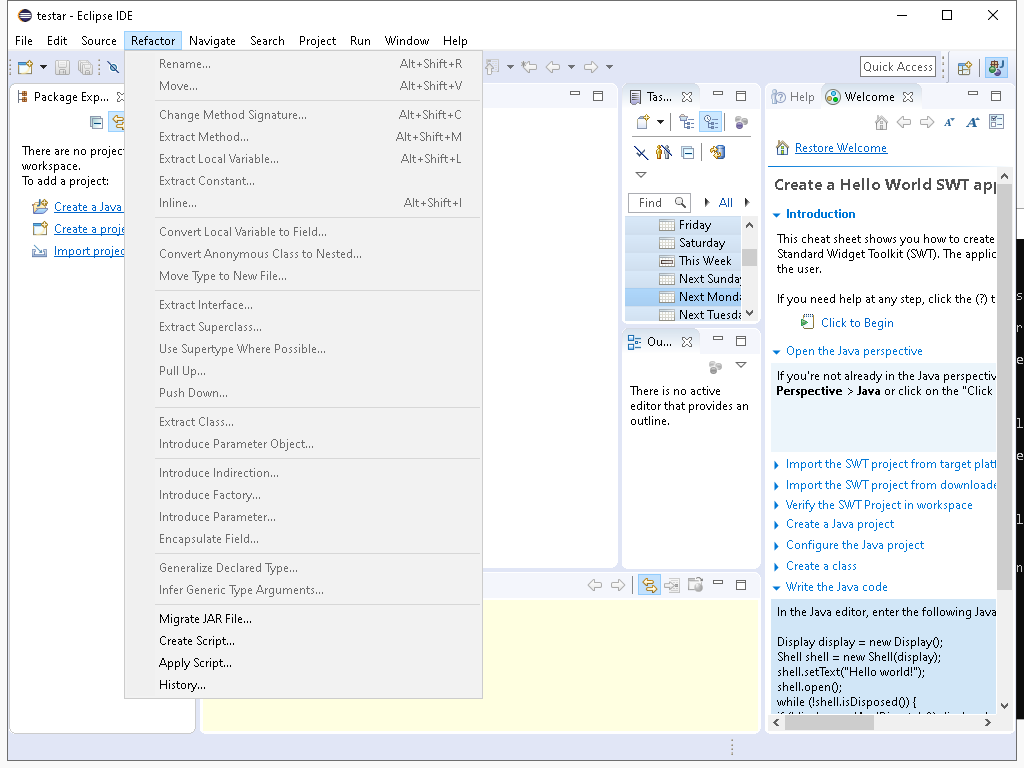 testar - Eclipse IDE
File Edit Source Refactor Navigate Search Project Run Window Help
Quick Access
Package Exp...
There are no projec
workspace.
To add a project:
Create a Java
Create a proje
Import projec
Rename... Alt+Shift+R
Move... Alt+Shift+V
Change Method Signature... Alt+Shift+C
Extract Method... Alt+Shift+M
Extract Local Variable... Alt+Shift+L
Extract Constant...
Inline... Alt+Shift+I
Convert Local Variable to Field...
Convert Anonymous Class to Nested...
Move Type to New File...
Extract Interface...
Extract Superclass...
Use Supertype Where Possible...
Pull Up...
Push Down...
Extract Class...
Introduce Parameter Object...
Introduce Indirection...
Introduce Factory...
Introduce Parameter...
Encapsulate Field...
Generalize Declared Type...
Infer Generic Type Arguments...
Migrate JAR File...
Create Script...
Apply Script...
History...
Tas...
Find All
Friday
Saturday
This Week
Next Sunday
Next Monda
Next Tuesda
Ou...
There is no active
editor that provides an
outline.
Help Welcome
Restore Welcome
Create a Hello World SWT app
Introduction
This cheat sheet shows you how to create
Standard Widget Toolkit (SWT). The applic
the user.
If you need help at any step, click the (?) t
Click to Begin
Open the Java perspective
If you're not already in the Java perspectiv
Perspective > Java or click on the "Click
Import the SWT project from target platf
Import the SWT project from downloade
Verify the SWT Project in workspace
Create a Java project
Configure the Java project
Create a class
Write the Java code
In the Java editor, enter the following Java
Display display = new Display();
Shell shell = new Shell(display);
shell.setText("Hello world!");
shell.open();
while (!shell.isDisposed()) {